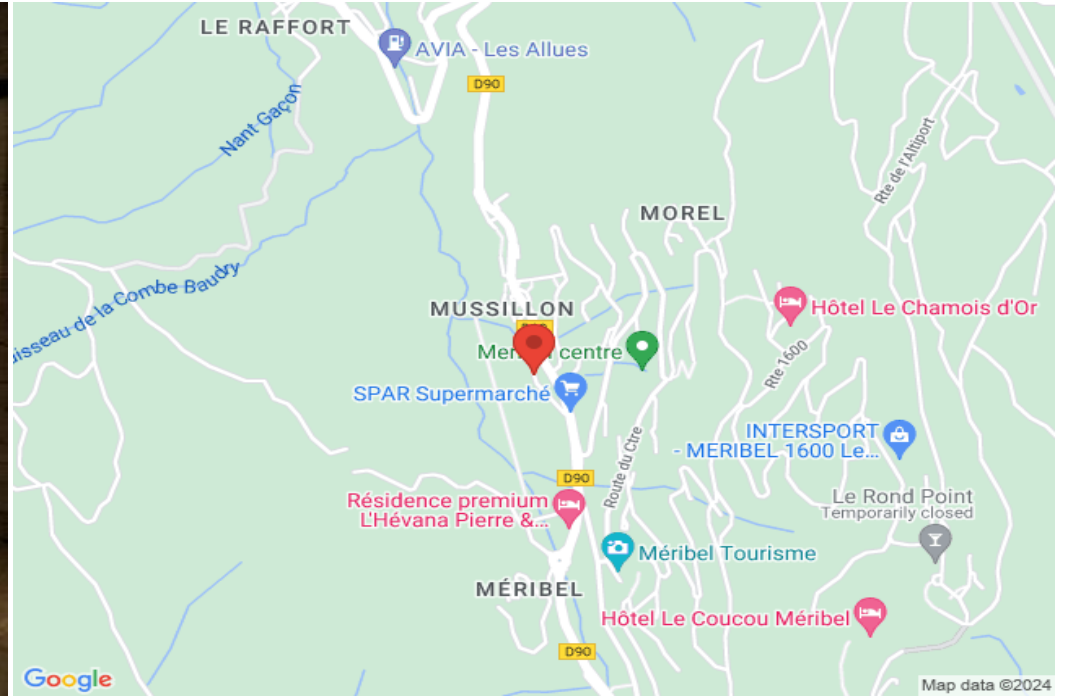 LE RAFFORT
AVIA - Les Allues
D90
Nant Gaçon
Rte de l'Altiport
MOREL
isseau de la Combe Baudry
MUSSILLON
Hôtel Le Chamois d'Or
centre
Rte 1600
SPAR Supermarché
INTERSPORT
- MERIBEL 1600 Le...
Route du Ctre
D90
Résidence premium
L'Hévana Pierre &...
Le Rond Point
Temporarily closed
Méribel Tourisme
MÉRIBEL
Hôtel Le Coucou Méribel
D90
Google
Map data ©2024